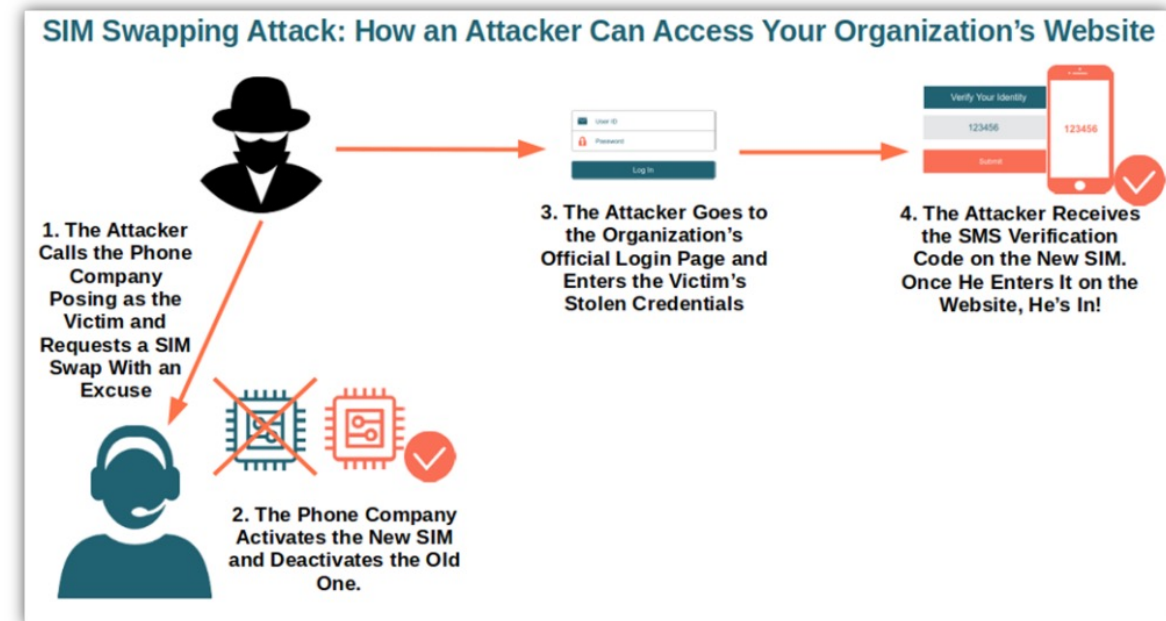 SIM Swapping Attack: How an Attacker Can Access Your Organization’s Website
1. The Attacker
Calls the Phone
Company
Posing as the
Victim and
Requests a SIM
Swap With an
Excuse
2. The Phone Company
Activates the New SIM
and Deactivates the Old
One.
User ID
Password
Log In
3. The Attacker Goes to
the Organization’s
Official Login Page and
Enters the Victim’s
Stolen Credentials
Verify Your Identity
123456
Submit
123456
4. The Attacker Receives
the SMS Verification
Code on the New SIM.
Once He Enters It on the
Website, He’s In!